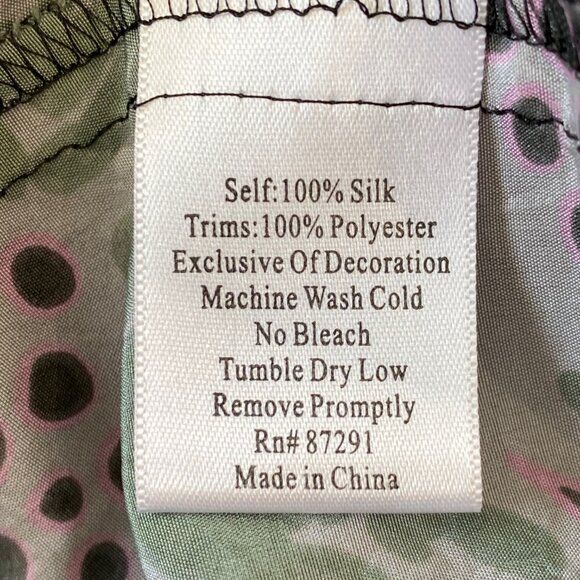 Self:100% Silk
Trims:100% Polyester
Exclusive Of Decoration
Machine Wash Cold
No Bleach
Tumble Dry Low
Remove Promptly
Rn# 87291
Made in China